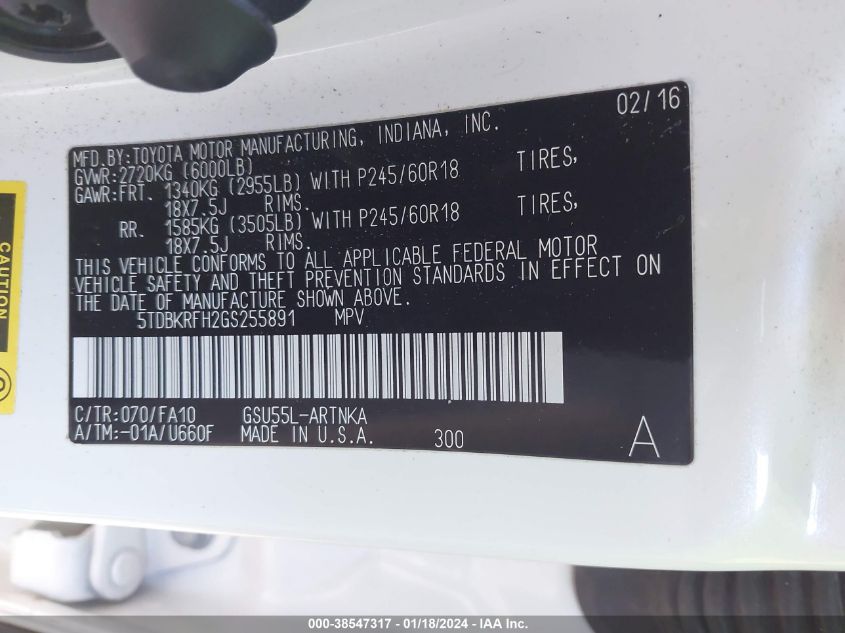 02/16
MFD.BY:TOYOTA MOTOR MANUFACTURING, INDIANA, INC.
GVWR:2720KG (6000LB)
GAWR:FRT. 1340KG (2955LB) WITH P245/60R18 TIRES,
18X7.5J RIMS.
RR. 1585KG (3505LB) WITH P245/60R18 TIRES,
18X7.5J RIMS.
THIS VEHICLE CONFORMS TO ALL APPLICABLE FEDERAL MOTOR
VEHICLE SAFETY AND THEFT PREVENTION STANDARDS IN EFFECT ON
THE DATE OF MANUFACTURE SHOWN ABOVE.
5TDBKRFH2GS255891 MPV
C/TR:070/FA10 GSU55L-ARTNKA
A/TM:-01A/U660F MADE IN U.S.A. 300 A
CAUTION
000-38547317 - 01/18/2024 - IAA Inc.